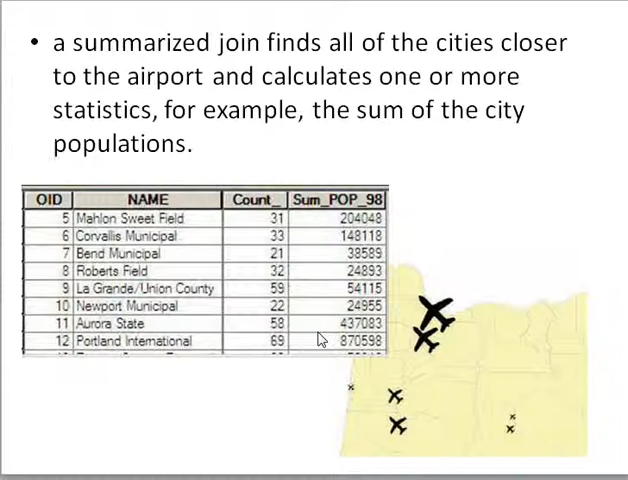 • a summarized join finds all of the cities closer
to the airport and calculates one or more
statistics, for example, the sum of the city
populations.
OID NAME Count_ Sum_POP_98
5 Mahlon Sweet Field 31 204048
6 Corvallis Municipal 33 148118
7 Bend Municipal 21 38589
8 Roberts Field 32 24893
9 La Grande/Union County 59 54115
10 Newport Municipal 22 24955
11 Aurora State 58 437083
12 Portland International 69 870598